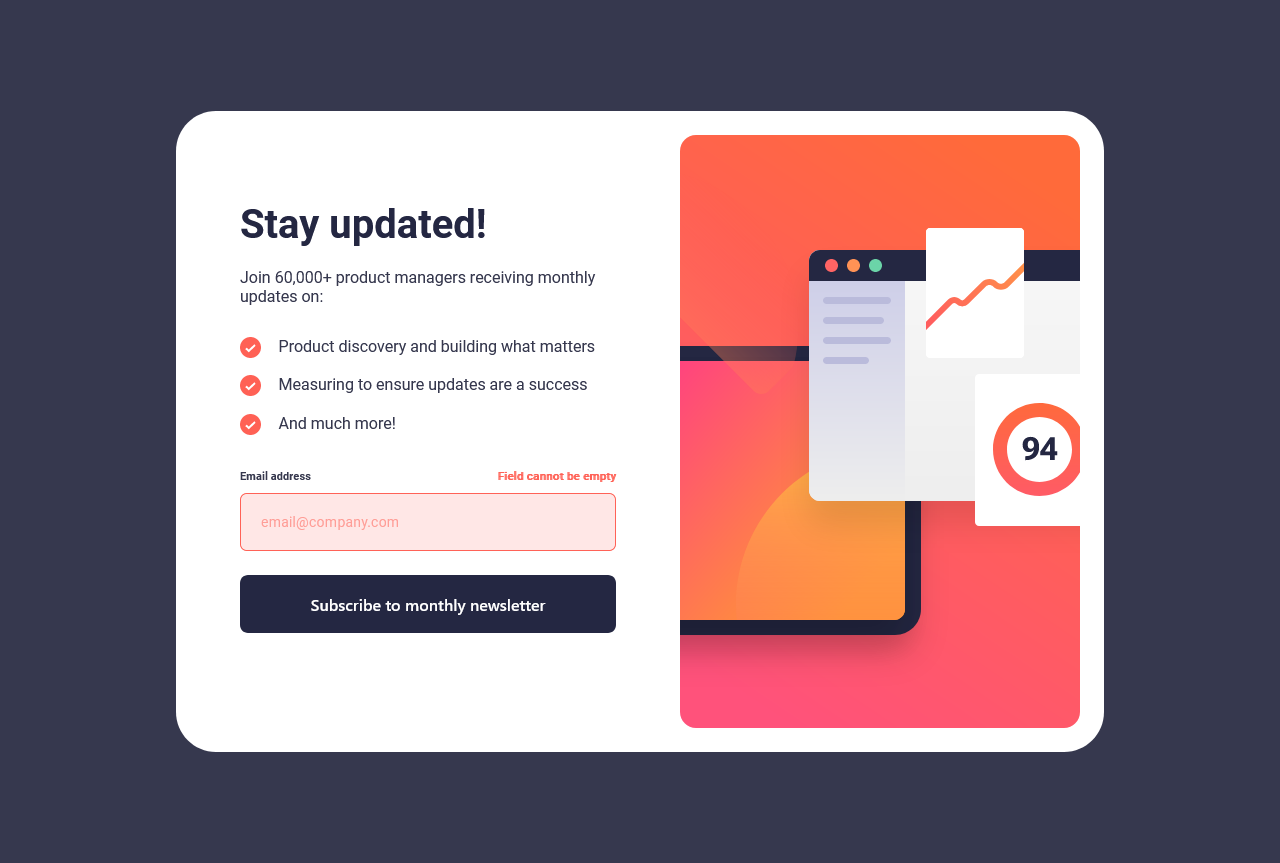 Stay updated!
Join 60,000+ product managers receiving monthly
updates on:
Product discovery and building what matters
Measuring to ensure updates are a success
And much more!
Email address
Field cannot be empty
email@company.com
Subscribe to monthly newsletter
94